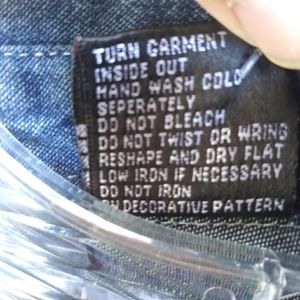 TURN GARMENT
INSIDE OUT
HAND WASH COLD
SEPERATELY
DO NOT BLEACH
DO NOT TWIST OR WRING
RESHAPE AND DRY FLAT
LOW IRON IF NECESSARY
DO NOT IRON
ON DECORATIVE PATTERN